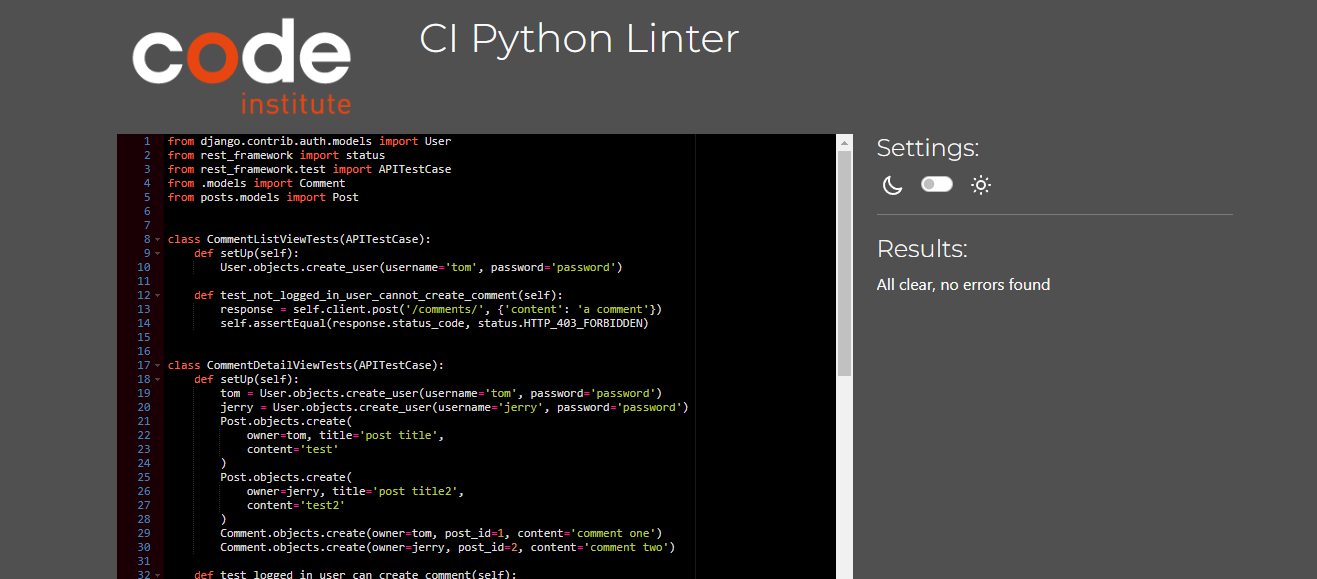 code
institute
CI Python Linter
1 from django.contrib.auth.models import User
2 from rest_framework import status
3 from rest_framework.test import APITestCase
4 from .models import Comment
5 from posts.models import Post
6
7
8 class CommentListViewTests(APITestCase):
9     def setUp(self):
10         User.objects.create_user(username='tom', password='password')
11
12     def test_not_logged_in_user_cannot_create_comment(self):
13         response = self.client.post('/comments/', {'content': 'a comment'})
14         self.assertEqual(response.status_code, status.HTTP_403_FORBIDDEN)
15
16
17 class CommentDetailViewTests(APITestCase):
18     def setUp(self):
19         tom = User.objects.create_user(username='tom', password='password')
20         jerry = User.objects.create_user(username='jerry', password='password')
21         Post.objects.create(
22             owner=tom, title='post title',
23             content='test'
24         )
25         Post.objects.create(
26             owner=jerry, title='post title2',
27             content='test2'
28         )
29         Comment.objects.create(owner=tom, post_id=1, content='comment one')
30         Comment.objects.create(owner=jerry, post_id=2, content='comment two')
31
32     def test_logged_in_user_can_create_comment(self):
Settings:
Results:
All clear, no errors found